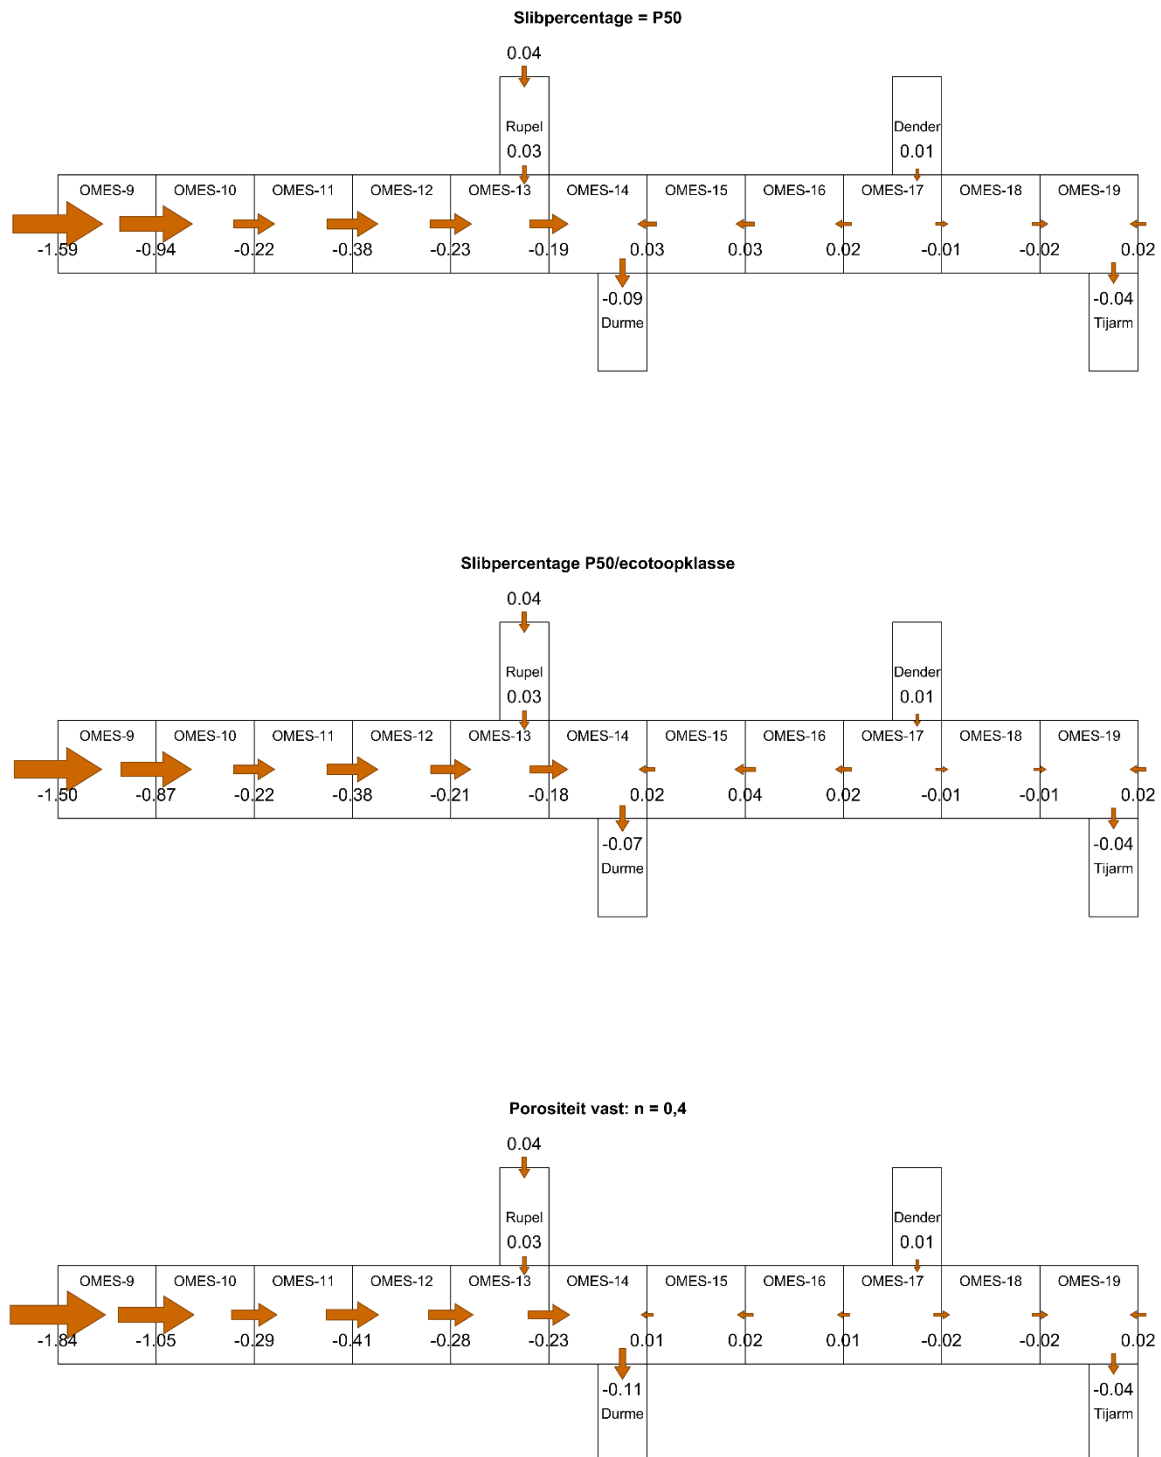 Slibpercentage = P50
0.04
Rupel
0.03
Dender
0.01
OMES-9 OMES-10 OMES-11 OMES-12 OMES-13 OMES-14 OMES-15 OMES-16 OMES-17 OMES-18 OMES-19
-1.59 -0.94 -0.22 -0.38 -0.23 -0.19 0.03 0.03 0.02 -0.01 -0.02 0.02
-0.09 -0.04
Durme Tijarm
Slibpercentage P50/ecotoopklasse
0.04
Rupel
0.03
Dender
0.01
OMES-9 OMES-10 OMES-11 OMES-12 OMES-13 OMES-14 OMES-15 OMES-16 OMES-17 OMES-18 OMES-19
-1.50 -0.87 -0.22 -0.38 -0.21 -0.18 0.02 0.04 0.02 -0.01 -0.01 0.02
-0.07 -0.04
Durme Tijarm
Porositeit vast: n = 0,4
0.04
Rupel
0.03
Dender
0.01
OMES-9 OMES-10 OMES-11 OMES-12 OMES-13 OMES-14 OMES-15 OMES-16 OMES-17 OMES-18 OMES-19
-1.84 -1.05 -0.29 -0.41 -0.28 -0.23 0.01 0.02 0.01 -0.02 -0.02 0.02
-0.11 -0.04
Durme Tijarm